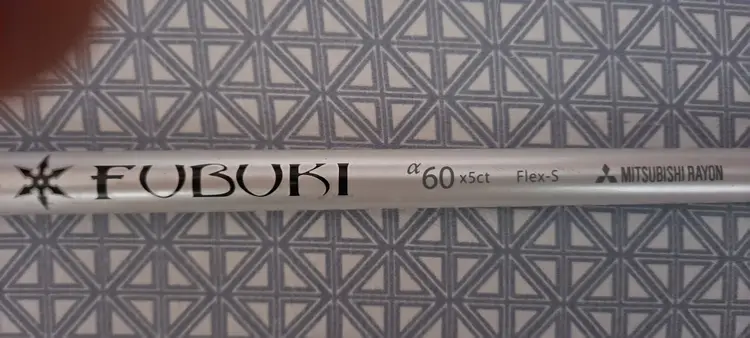 FUBUKI α60 x5ct Flex-S MITSUBISHI RAYON